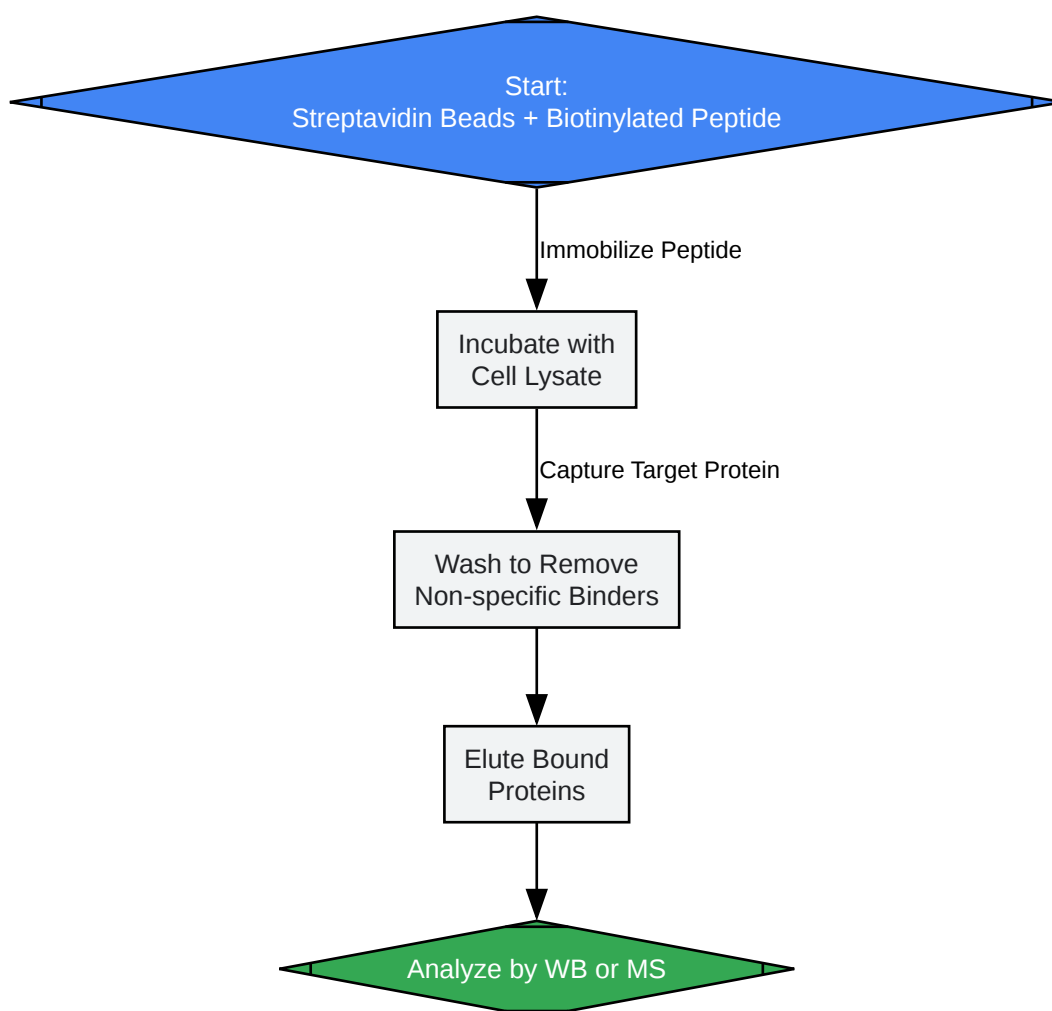 Start:
Streptavidin Beads + Biotinylated Peptide
Immobilize Peptide
Incubate with
Cell Lysate
Capture Target Protein
Wash to Remove
Non-specific Binders
Elute Bound
Proteins
Analyze by WB or MS